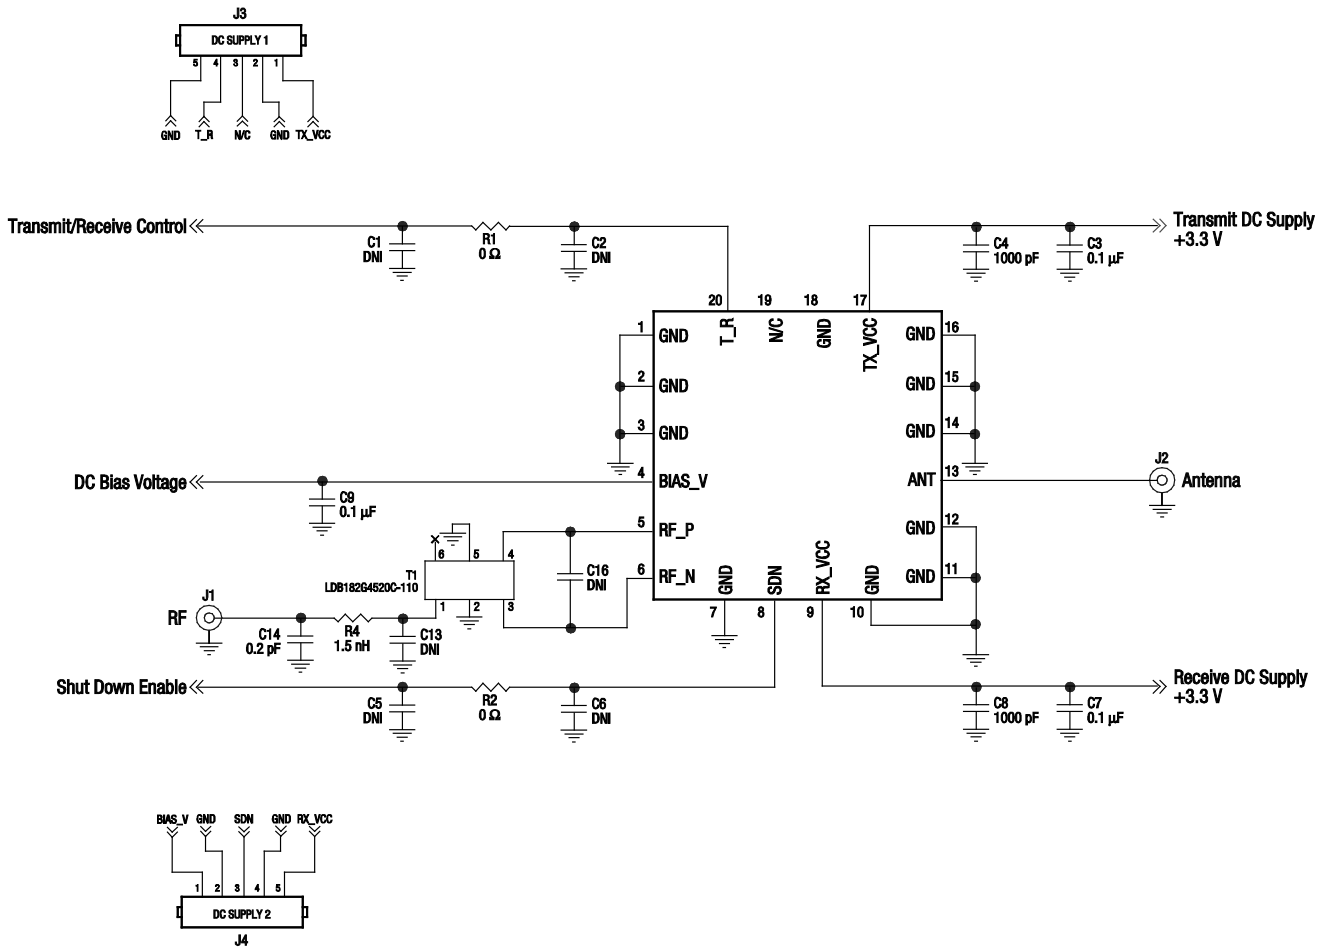 J3
DC SUPPLY 1
5 4 3 2 1
GND T_R N/C GND TX_VCC
Transmit/Receive Control
C1
DNI
R1
0 Ω
C2
DNI
C4
1000 pF
C3
0.1 µF
Transmit DC Supply
+3.3 V
20 19 18 17
T_R N/C GND TX_VCC
1 GND
2 GND
3 GND
4 BIAS_V
5 RF_P
6 RF_N
GND 16
GND 15
GND 14
ANT 13
GND 12
GND 11
GND SDN RX_VCC GND
7 8 9 10
DC Bias Voltage
C9
0.1 µF
J2
Antenna
6 5 4
T1
LDB182G4520C-110
1 2 3
C16
DNI
J1
RF
C14
0.2 pF
R4
1.5 nH
C13
DNI
Shut Down Enable
C5
DNI
R2
0 Ω
C6
DNI
C8
1000 pF
C7
0.1 µF
Receive DC Supply
+3.3 V
BIAS_V GND SDN GND RX_VCC
1 2 3 4 5
DC SUPPLY 2
J4